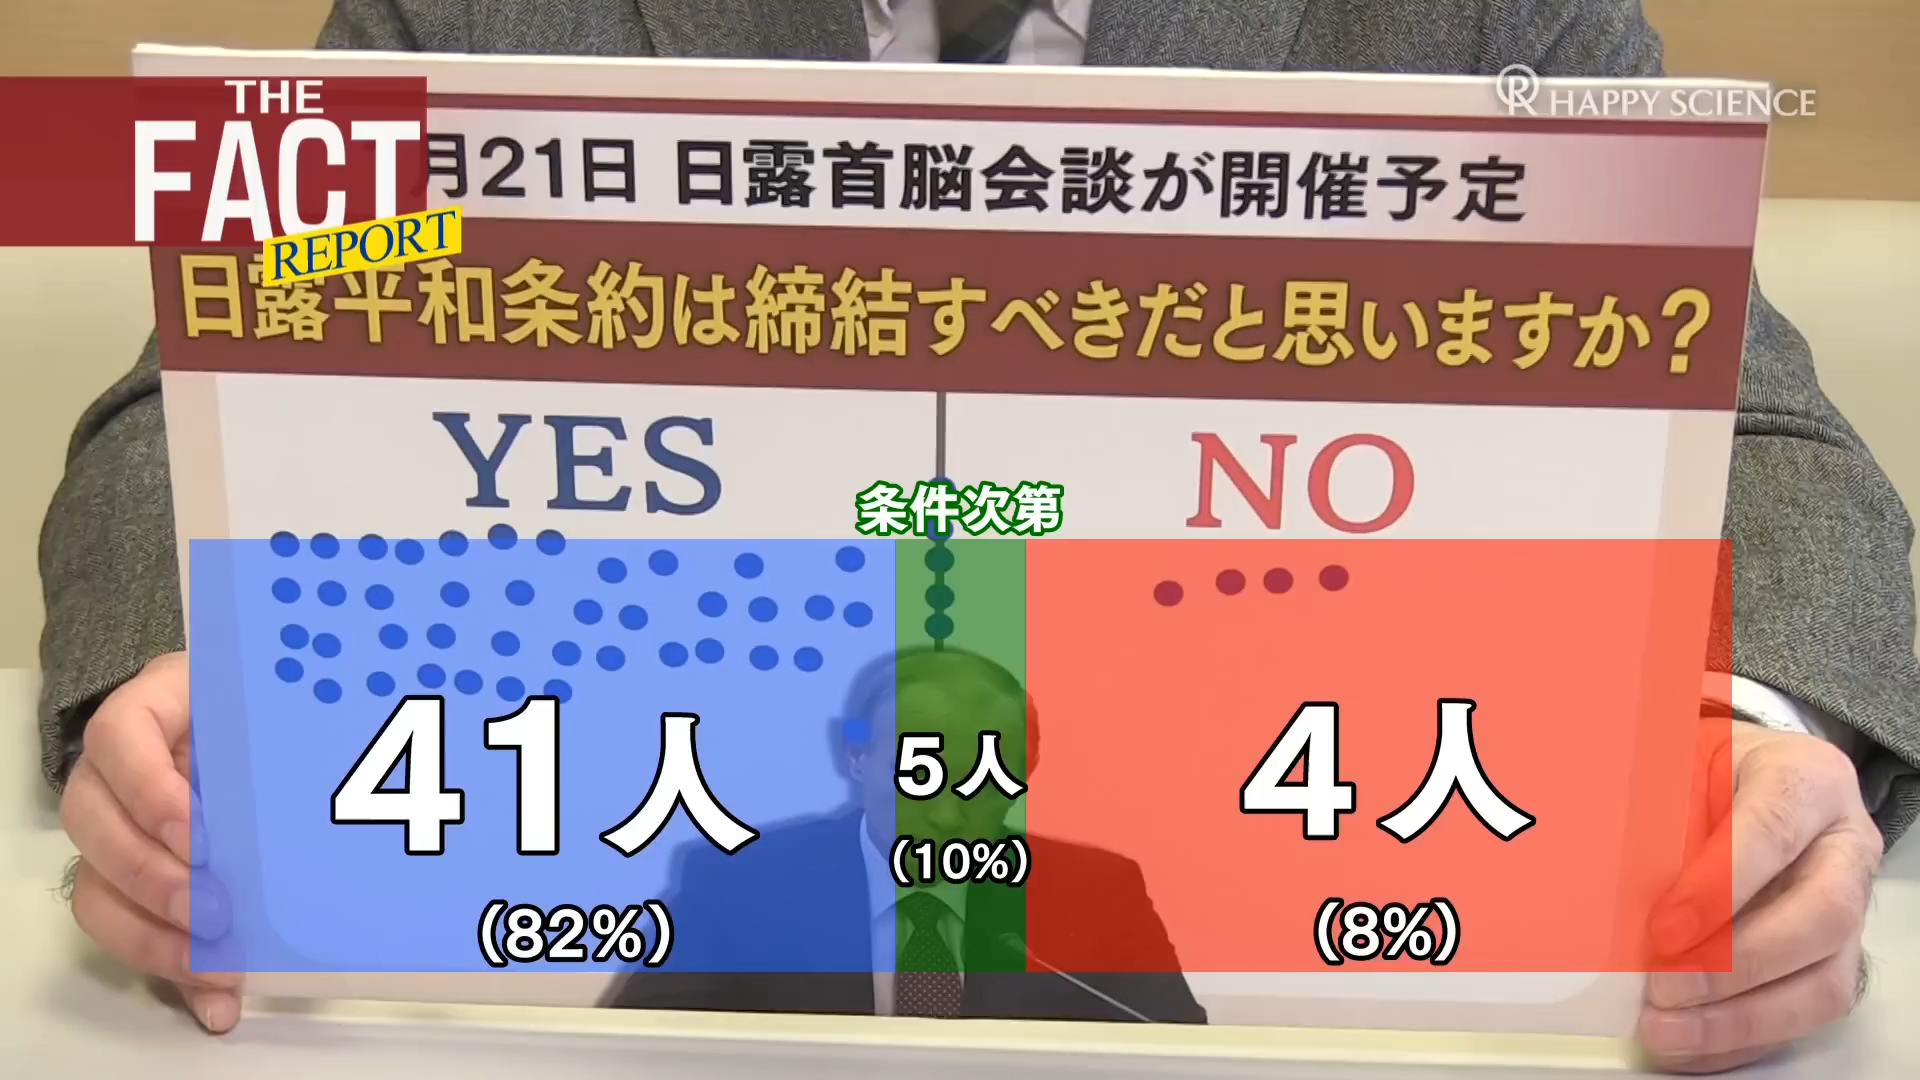 THE
FACT
REPORT
HAPPY SCIENCE
月21日 日露首脳会談が開催予定
日露平和条約は締結すべきだと思いますか?
YES
NO
条件次第
41人
(82%)
5人
(10%)
4人
(8%)